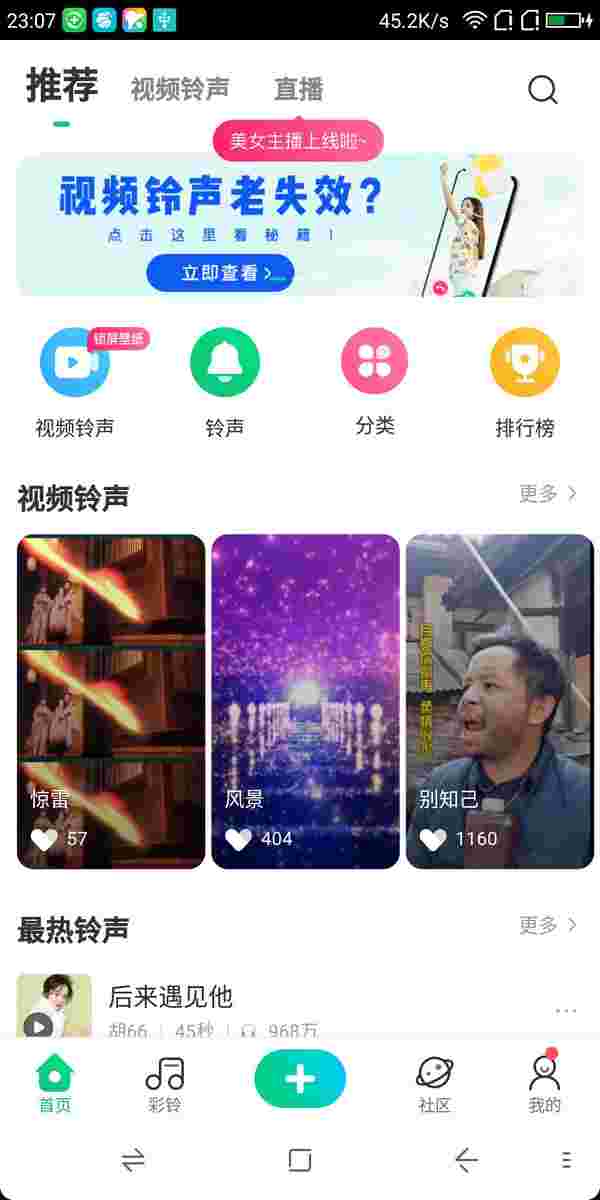 23:07
45.2K/s
推荐
视频铃声
直播
美女主播上线啦~
视频铃声老失效?
点击这里看秘籍!
立即查看
锁屏壁纸
视频铃声
铃声
分类
排行榜
视频铃声
更多
惊雷
57
风景
404
别知己
1160
最热铃声
更多
后来遇见他
胡66 | 45秒 | 968万
首页
彩铃
社区
我的